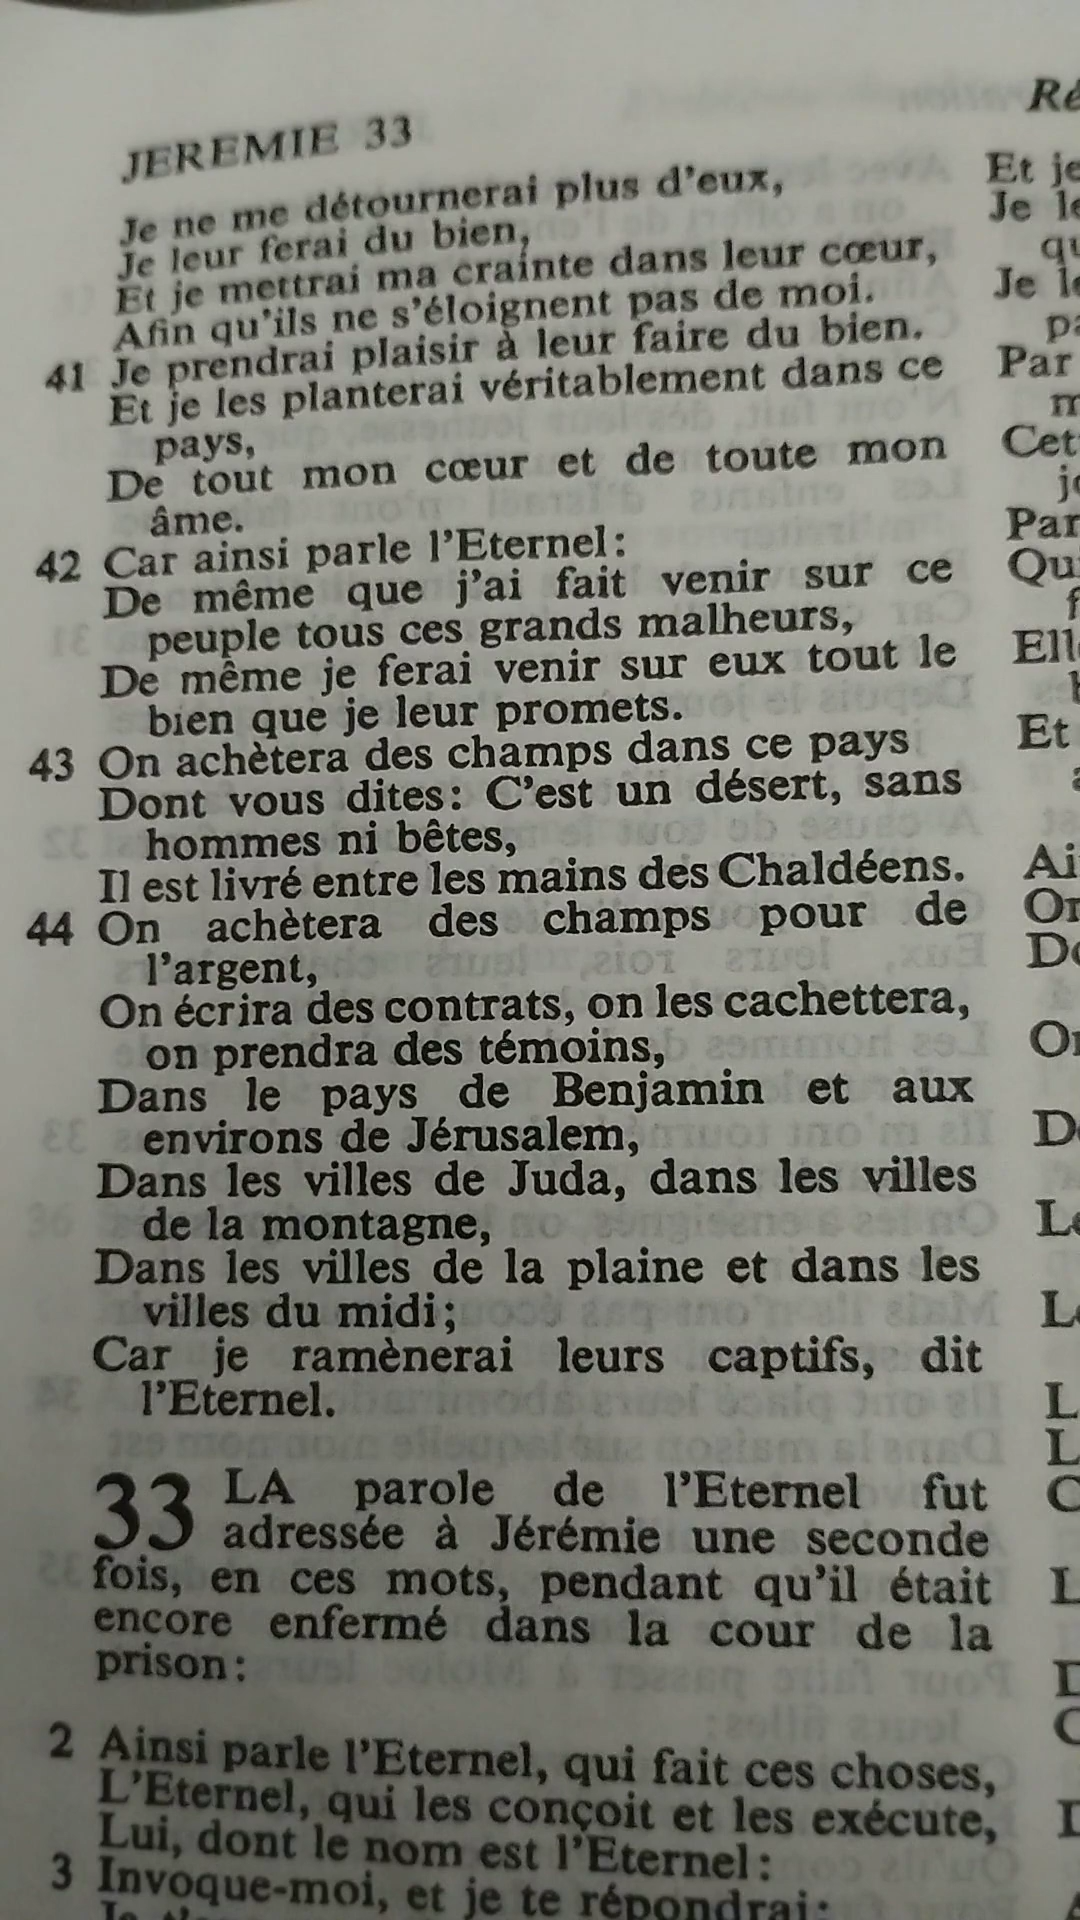 JEREMIE 33
Je ne me détournerai plus d'eux,
Je leur ferai du bien,
Et je mettrai ma crainte dans leur cœur,
Afin qu'ils ne s'éloignent pas de moi.
41 Je prendrai plaisir à leur faire du bien.
Et je les planterai véritablement dans ce
pays,
De tout mon cœur et de toute mon
âme.
42 Car ainsi parle l'Eternel:
De même que j'ai fait venir sur ce
peuple tous ces grands malheurs,
De même je ferai venir sur eux tout le
bien que je leur promets.
43 On achètera des champs dans ce pays
Dont vous dites: C'est un désert, sans
hommes ni bêtes,
Il est livré entre les mains des Chaldéens.
44 On achètera des champs pour de
l'argent,
On écrira des contrats, on les cachettera,
on prendra des témoins,
Dans le pays de Benjamin et aux
environs de Jérusalem,
Dans les villes de Juda, dans les villes
de la montagne,
Dans les villes de la plaine et dans les
villes du midi;
Car je ramènerai leurs captifs, dit
l'Eternel.
33 LA parole de l'Eternel fut
adressée à Jérémie une seconde
fois, en ces mots, pendant qu'il était
encore enfermé dans la cour de la
prison:
2 Ainsi parle l'Eternel, qui fait ces choses,
L'Eternel, qui les conçoit et les exécute,
Lui, dont le nom est l'Eternel:
3 Invoque-moi, et je te répondrai;
Et je
Je
Je
Par
Et